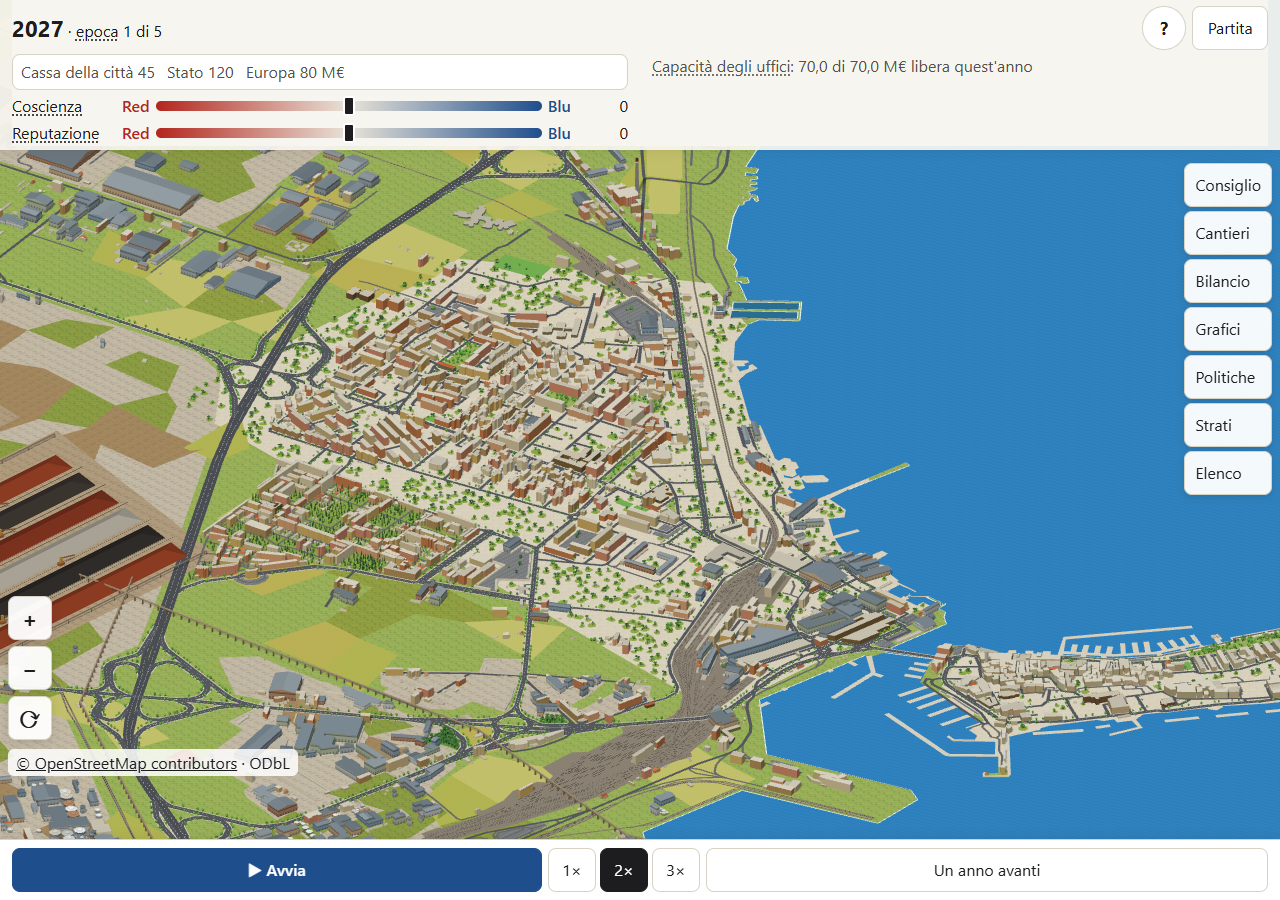 2027 · epoca 1 di 5
?
Partita
Cassa della città 45 Stato 120 Europa 80 M€
Capacità degli uffici: 70,0 di 70,0 M€ libera quest'anno
Coscienza Red Blu 0
Reputazione Red Blu 0
Consiglio
Cantieri
Bilancio
Grafici
Politiche
Strati
Elenco
+
−
© OpenStreetMap contributors · ODbL
▶ Avvia
1×
2×
3×
Un anno avanti